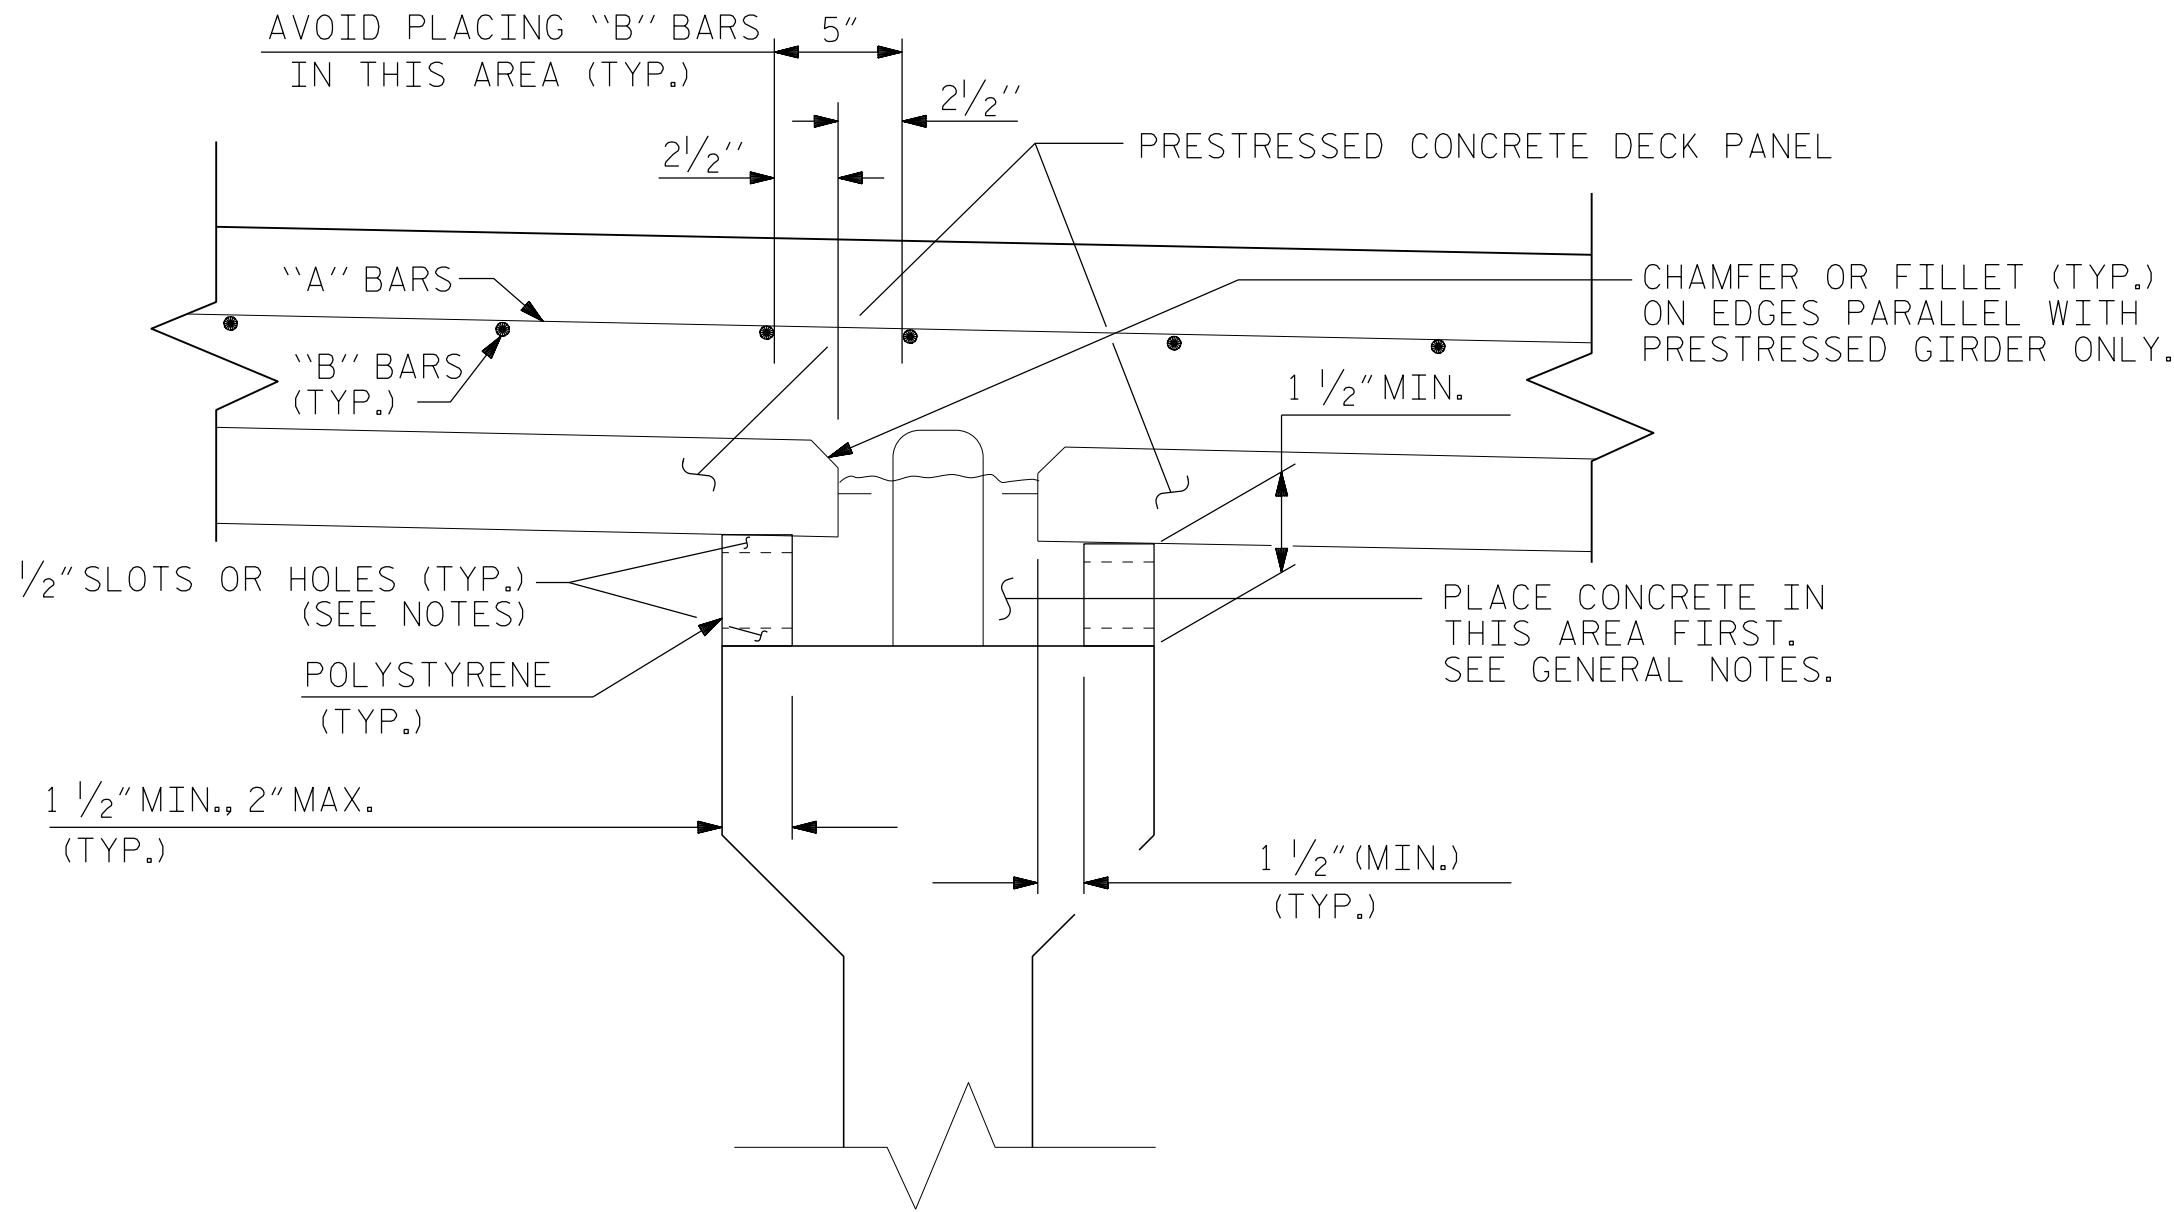 AVOID PLACING ‶B″ BARS
IN THIS AREA (TYP.)
5″
2½″
2½″
PRESTRESSED CONCRETE DECK PANEL
‶A″ BARS
CHAMFER OR FILLET (TYP.)
ON EDGES PARALLEL WITH
PRESTRESSED GIRDER ONLY.
‶B″ BARS
(TYP.)
1 ½″ MIN.
½″ SLOTS OR HOLES (TYP.)
(SEE NOTES)
PLACE CONCRETE IN
THIS AREA FIRST.
SEE GENERAL NOTES.
POLYSTYRENE
(TYP.)
1 ½″ MIN., 2″ MAX.
(TYP.)
1 ½″ (MIN.)
(TYP.)